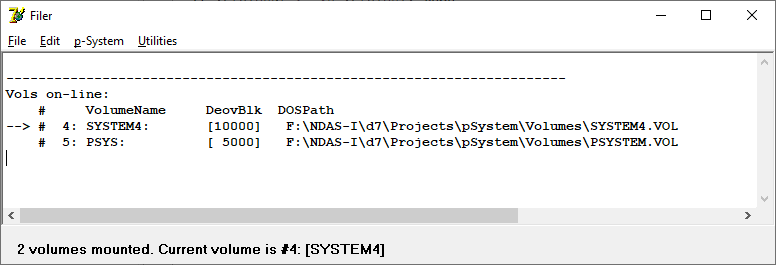 Filer
File Edit p-System Utilities
------------------------------------------------------------------------
Vols on-line:
# VolumeName DeovBlk DOSPath
--> # 4: SYSTEM4: [10000] F:\NDAS-I\d7\Projects\pSystem\Volumes\SYSTEM4.VOL
# 5: PSYS: [ 5000] F:\NDAS-I\d7\Projects\pSystem\Volumes\PSYSTEM.VOL
2 volumes mounted. Current volume is #4: [SYSTEM4]